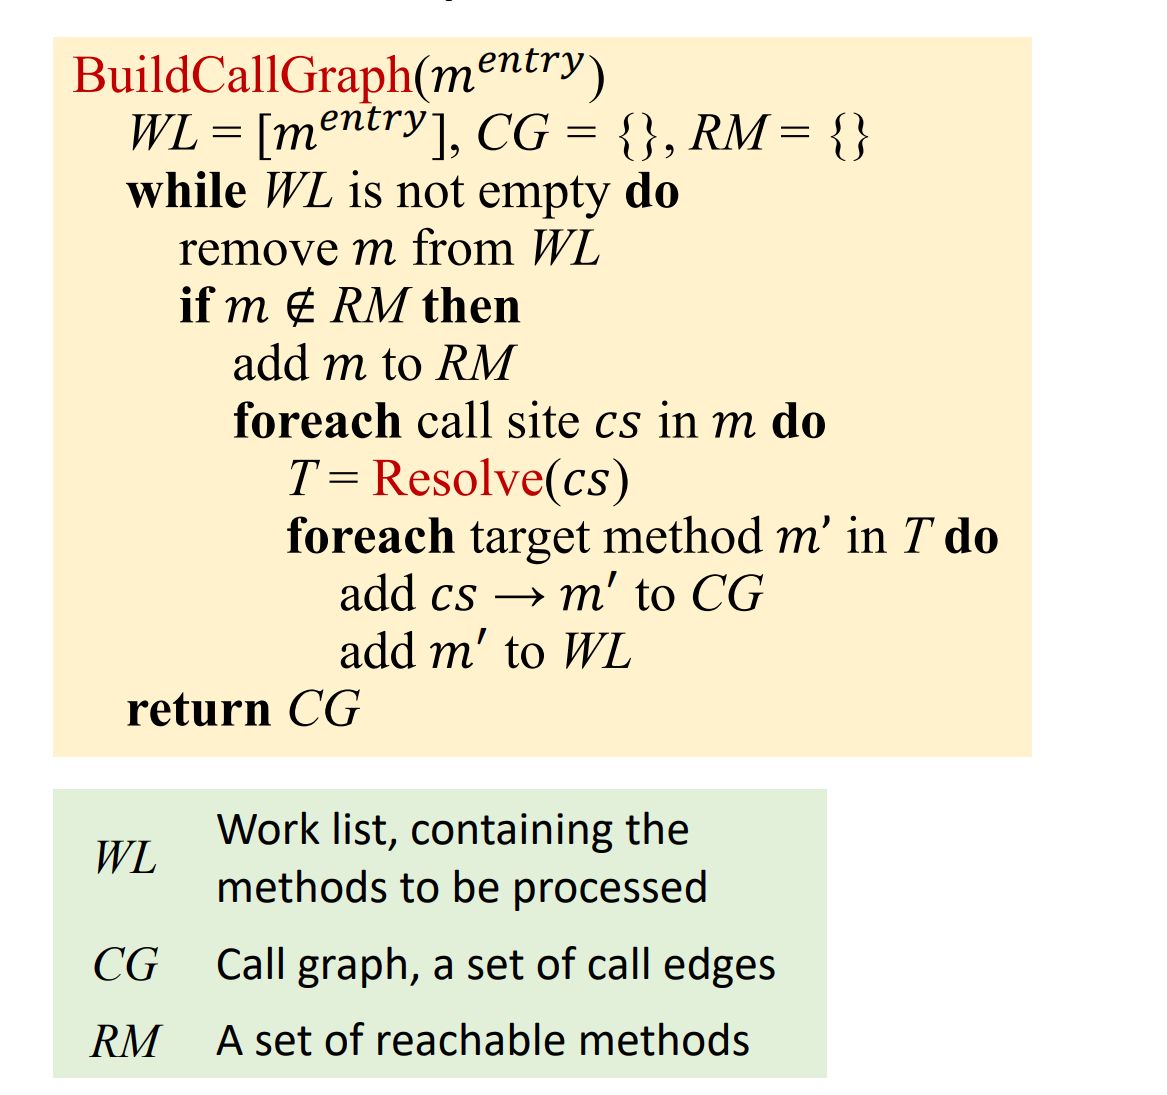 BuildCallGraph(m^entry)
WL = [m^entry], CG = {}, RM = {}
while WL is not empty do
remove m from WL
if m ∉ RM then
add m to RM
foreach call site cs in m do
T = Resolve(cs)
foreach target method m’ in T do
add cs → m′ to CG
add m′ to WL
return CG
WL Work list, containing the
methods to be processed
CG Call graph, a set of call edges
RM A set of reachable methods